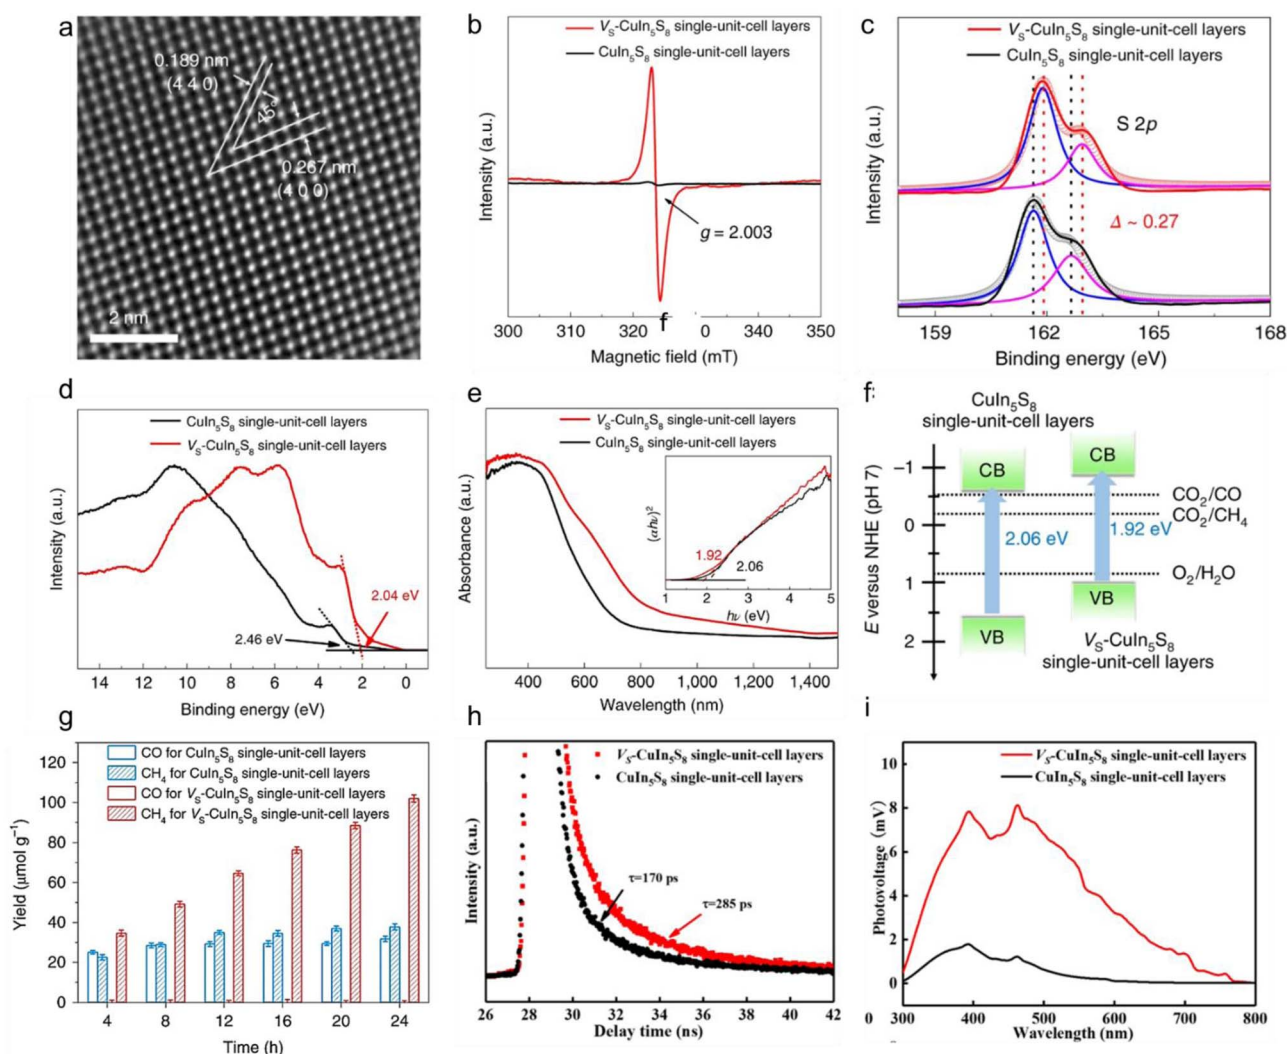 a
0.189 nm
(4 4 0)
45°
0.267 nm
(4 0 0)
2 nm
b
V_S-CuIn₅S₈ single-unit-cell layers
CuIn₅S₈ single-unit-cell layers
Intensity (a.u.)
g = 2.003
f
300 310 320 0 340 350
Magnetic field (mT)
c
V_S-CuIn₅S₈ single-unit-cell layers
CuIn₅S₈ single-unit-cell layers
Intensity (a.u.)
S 2p
Δ ~ 0.27
159 162 165 168
Binding energy (eV)
d
CuIn₅S₈ single-unit-cell layers
V_S-CuIn₅S₈ single-unit-cell layers
Intensity (a.u.)
2.04 eV
2.46 eV
14 12 10 8 6 4 2 0
Binding energy (eV)
e
V_S-CuIn₅S₈ single-unit-cell layers
CuIn₅S₈ single-unit-cell layers
Absorbance (a.u.)
(αhν)²
1.92
2.06
1 2 3 4 5
hν (eV)
400 600 800 1,000 1,200 1,400
Wavelength (nm)
f
CuIn₅S₈
single-unit-cell layers
E versus NHE (pH 7)
–1
0
1
2
CB
CB
CO₂/CO
CO₂/CH₄
2.06 eV
1.92 eV
O₂/H₂O
VB
VB
V_S-CuIn₅S₈
single-unit-cell layers
g
CO for CuIn₅S₈ single-unit-cell layers
CH₄ for CuIn₅S₈ single-unit-cell layers
CO for V_S-CuIn₅S₈ single-unit-cell layers
CH₄ for V_S-CuIn₅S₈ single-unit-cell layers
Yield (μmol g⁻¹)
120
100
80
60
40
20
0
4 8 12 16 20 24
Time (h)
h
V_S-CuIn₅S₈ single-unit-cell layers
CuIn₅S₈ single-unit-cell layers
Intensity (a.u.)
τ=170 ps
τ=285 ps
26 28 30 32 34 36 38 40 42
Delay time (ns)
i
V_S-CuIn₅S₈ single-unit-cell layers
CuIn₅S₈ single-unit-cell layers
Photovoltage (mV)
10
8
6
4
2
0
0
300 400 500 600 700 800
Wavelength (nm)